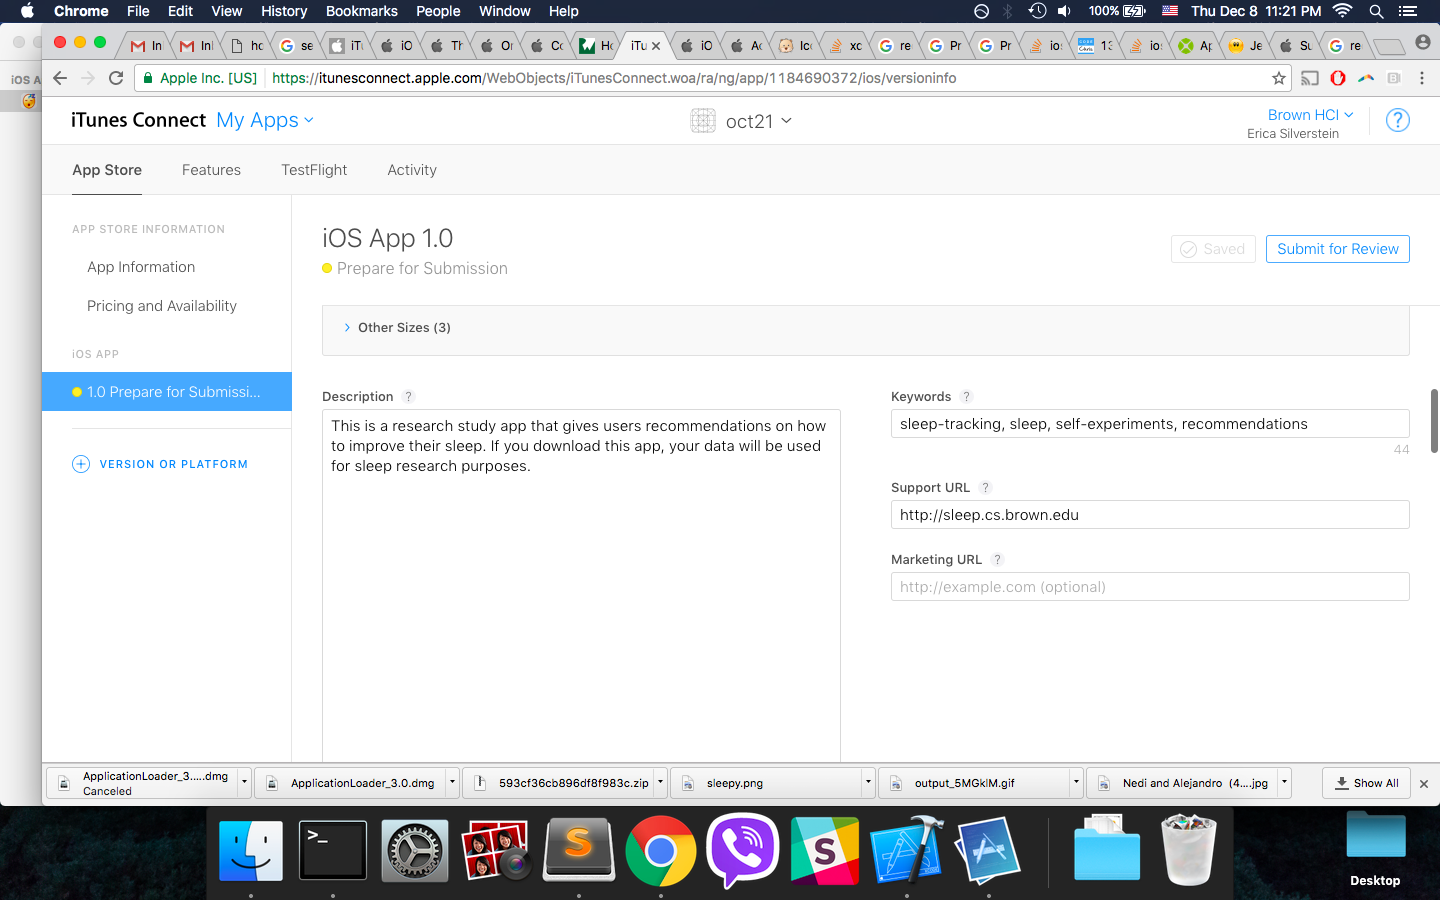 Chrome File Edit View History Bookmarks People Window Help 100% Thu Dec 8 11:21 PM
iOS A
In
Inl
ho
se
iT
iO
Th
Or
Co
Ho
iTu
iO
Ac
Ico
xc
re
Pr
Pr
io:
13
io:
Ap
Je
Su
re
Apple Inc. [US] https://itunesconnect.apple.com/WebObjects/iTunesConnect.woa/ra/ng/app/1184690372/ios/versioninfo
iTunes Connect My Apps
oct21
Brown HCI
Erica Silverstein
?
App Store Features TestFlight Activity
APP STORE INFORMATION
App Information
Pricing and Availability
iOS APP
1.0 Prepare for Submissi...
VERSION OR PLATFORM
iOS App 1.0
Prepare for Submission
Saved
Submit for Review
Other Sizes (3)
Description ?
This is a research study app that gives users recommendations on how
to improve their sleep. If you download this app, your data will be used
for sleep research purposes.
Keywords ?
sleep-tracking, sleep, self-experiments, recommendations
44
Support URL ?
http://sleep.cs.brown.edu
Marketing URL ?
http://example.com (optional)
ApplicationLoader_3.....dmg
Canceled
ApplicationLoader_3.0.dmg
593cf36cb896df8f983c.zip
sleepy.png
output_5MGkIM.gif
Nedi and Alejandro (4....jpg
Show All
Desktop